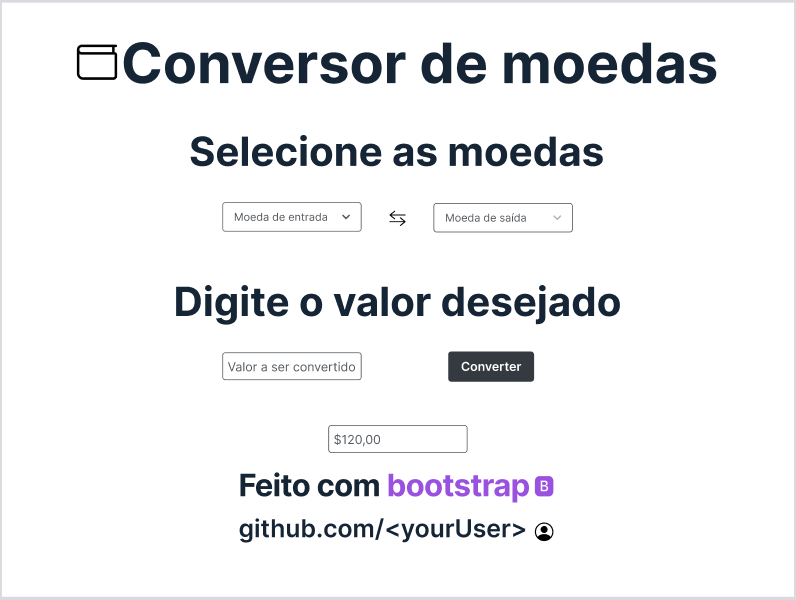 Conversor de moedas
Selecione as moedas
Moeda de entrada
Moeda de saída
Digite o valor desejado
Valor a ser convertido
Converter
$120,00
Feito com bootstrap B
github.com/<yourUser>